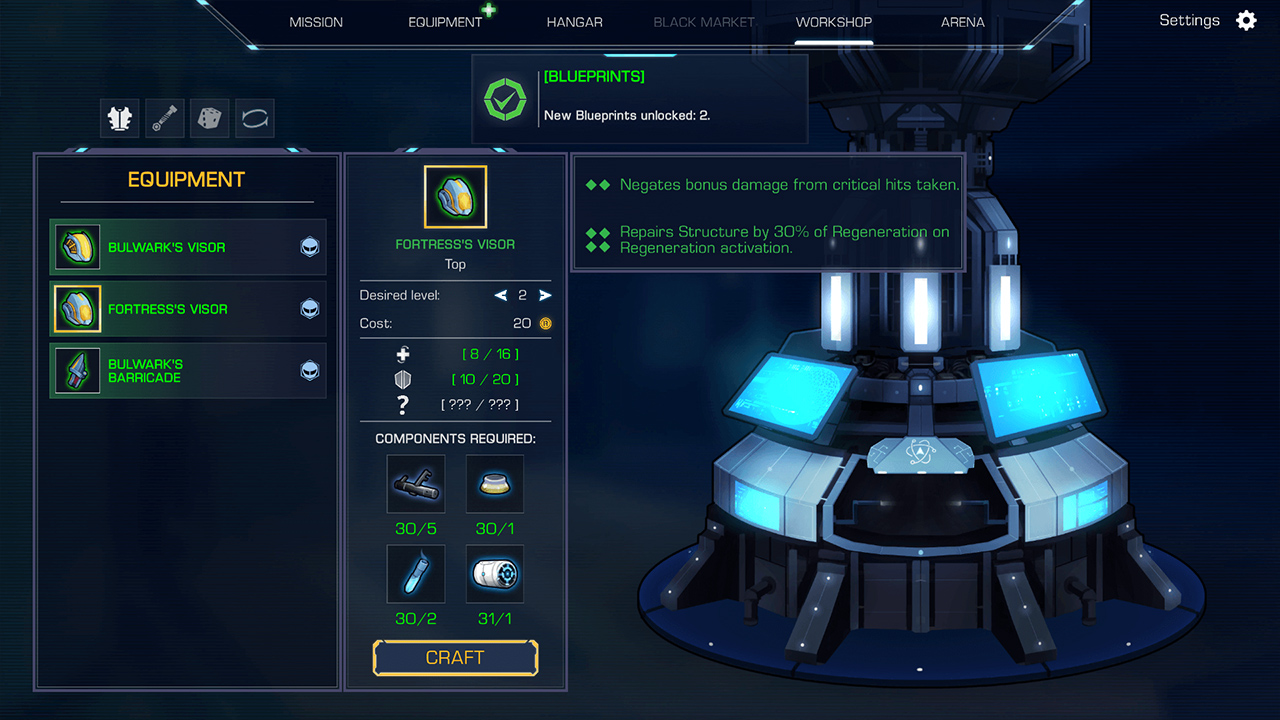 MISSION
EQUIPMENT
HANGAR
BLACK MARKET
WORKSHOP
ARENA
Settings
[BLUEPRINTS]
New Blueprints unlocked: 2.
EQUIPMENT
BULWARK'S VISOR
FORTRESS'S VISOR
BULWARK'S
BARRICADE
FORTRESS'S VISOR
Top
Desired level: 2
Cost: 20
[ 8 / 16 ]
[ 10 / 20 ]
? [ ??? / ??? ]
COMPONENTS REQUIRED:
30/5 30/1
30/2 31/1
CRAFT
Negates bonus damage from critical hits taken.
Repairs Structure by 30% of Regeneration on
Regeneration activation.